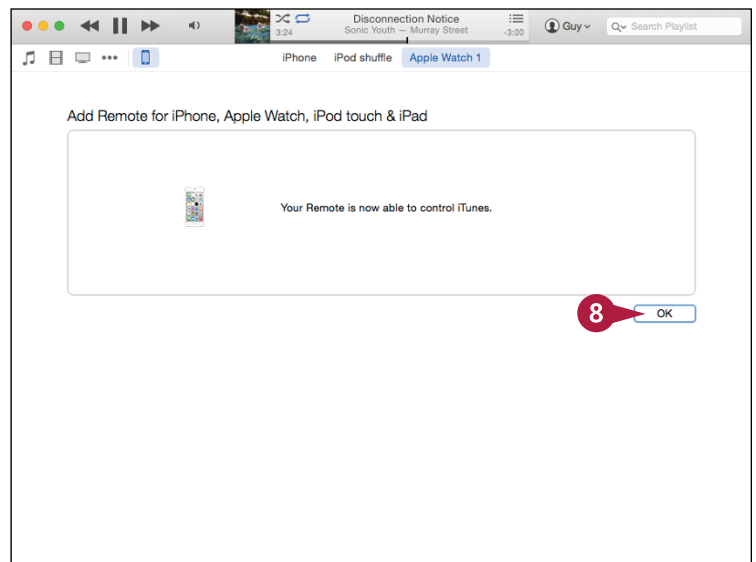 Disconnection Notice
3:24 Sonic Youth — Murray Street -3:00
Guy
Search Playlist
iPhone iPod shuffle Apple Watch 1
Add Remote for iPhone, Apple Watch, iPod touch & iPad
Your Remote is now able to control iTunes.
8
OK